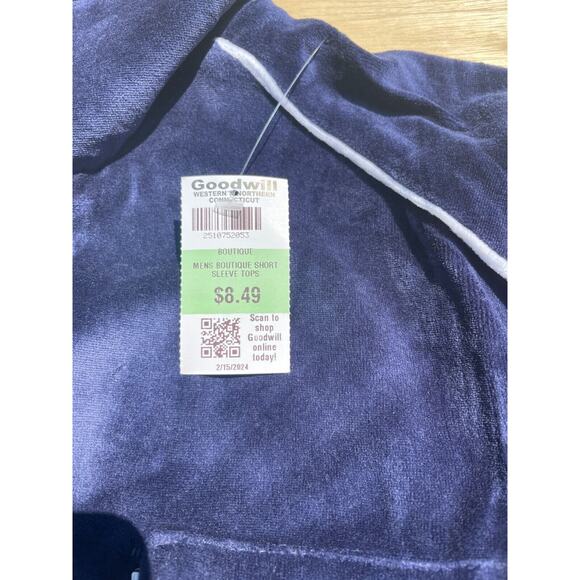 Goodwill
WESTERN & NORTHERN
CONNECTICUT
2510752053
BOUTIQUE
MENS BOUTIQUE SHORT
SLEEVE TOPS
$8.49
Scan to
shop
Goodwill
online
today!
2/15/2024